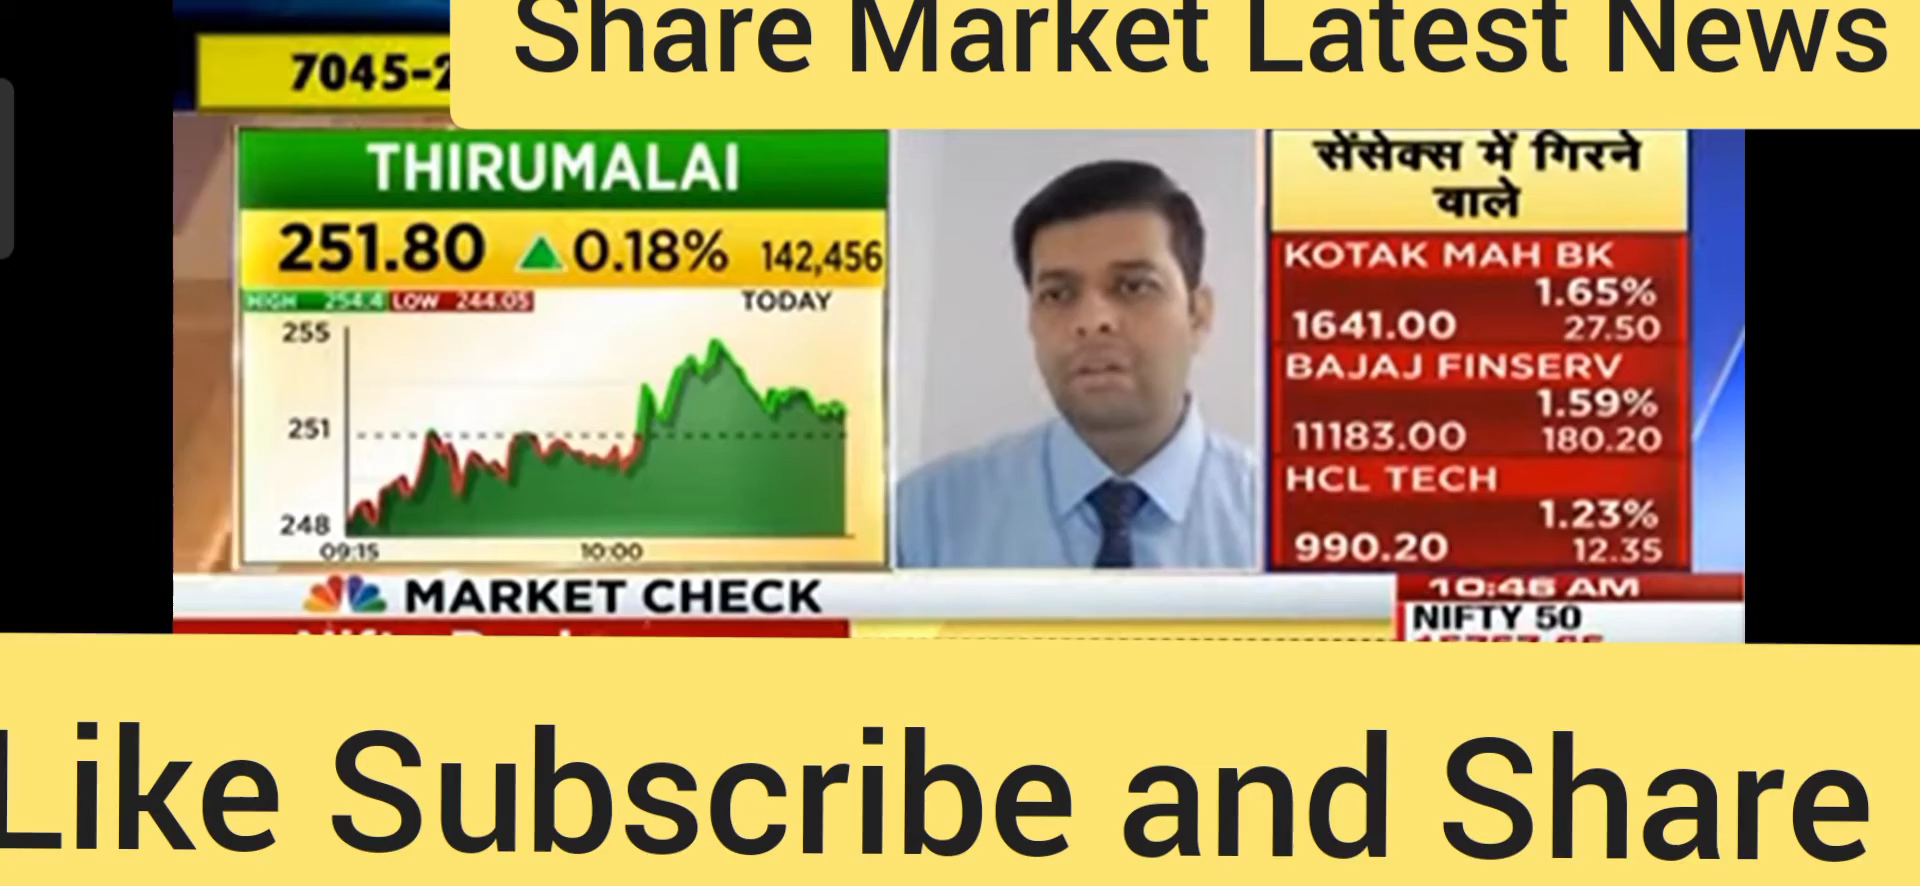 Share Market Latest News
7045-2
THIRUMALAI
251.80 ▲ 0.18% 142,456
HIGH 254.4 LOW 244.05 TODAY
255
251
248
09:15 10:00
सेंसेक्स में गिरने
वाले
KOTAK MAH BK
1.65%
1641.00 27.50
BAJAJ FINSERV
1.59%
11183.00 180.20
HCL TECH
1.23%
990.20 12.35
MARKET CHECK
10:46 AM
NIFTY 50
Like Subscribe and Share